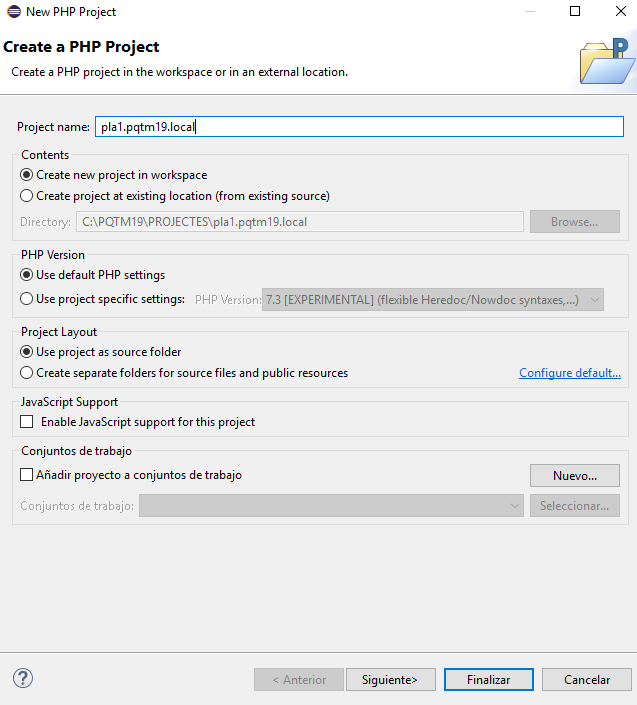 New PHP Project
Create a PHP Project
Create a PHP project in the workspace or in an external location.
P
Project name: pla1.pqtm19.local
Contents
Create new project in workspace
Create project at existing location (from existing source)
Directory: C:\PQTM19\PROJECTES\pla1.pqtm19.local Browse...
PHP Version
Use default PHP settings
Use project specific settings: PHP Version: 7.3 [EXPERIMENTAL] (flexible Heredoc/Nowdoc syntaxes,...)
Project Layout
Use project as source folder
Create separate folders for source files and public resources Configure default...
JavaScript Support
Enable JavaScript support for this project
Conjuntos de trabajo
Añadir proyecto a conjuntos de trabajo Nuevo...
Conjuntos de trabajo: Seleccionar...
? < Anterior Siguiente> Finalizar Cancelar